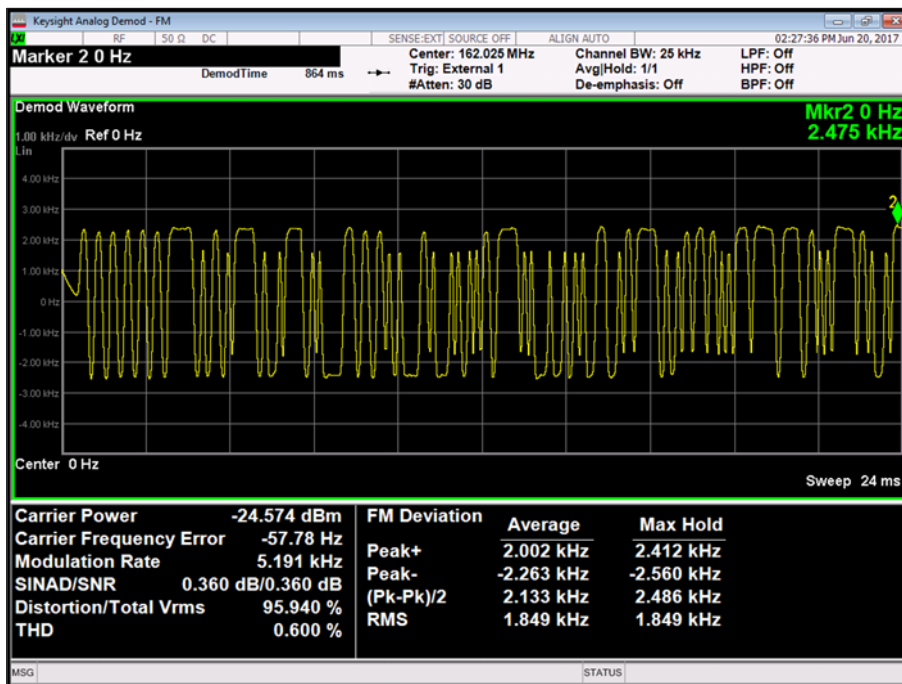 Keysight Analog Demod - FM
LXI RF 50 Ω DC SENSE:EXT SOURCE OFF ALIGN AUTO 02:27:36 PM Jun 20, 2017
Marker 2 0 Hz
DemodTime 864 ms
Center: 162.025 MHz
Trig: External 1
#Atten: 30 dB
Channel BW: 25 kHz
Avg|Hold: 1/1
De-emphasis: Off
LPF: Off
HPF: Off
BPF: Off
Demod Waveform
Mkr2 0 Hz
2.475 kHz
1.00 kHz/dv Ref 0 Hz
Lin
4.00 kHz
3.00 kHz
2
2.00 kHz
1.00 kHz
0 Hz
-1.00 kHz
-2.00 kHz
-3.00 kHz
-4.00 kHz
Center 0 Hz
Sweep 24 ms
Carrier Power -24.574 dBm
Carrier Frequency Error -57.78 Hz
Modulation Rate 5.191 kHz
SINAD/SNR 0.360 dB/0.360 dB
Distortion/Total Vrms 95.940 %
THD 0.600 %
FM Deviation Average Max Hold
Peak+ 2.002 kHz 2.412 kHz
Peak- -2.263 kHz -2.560 kHz
(Pk-Pk)/2 2.133 kHz 2.486 kHz
RMS 1.849 kHz 1.849 kHz
MSG STATUS